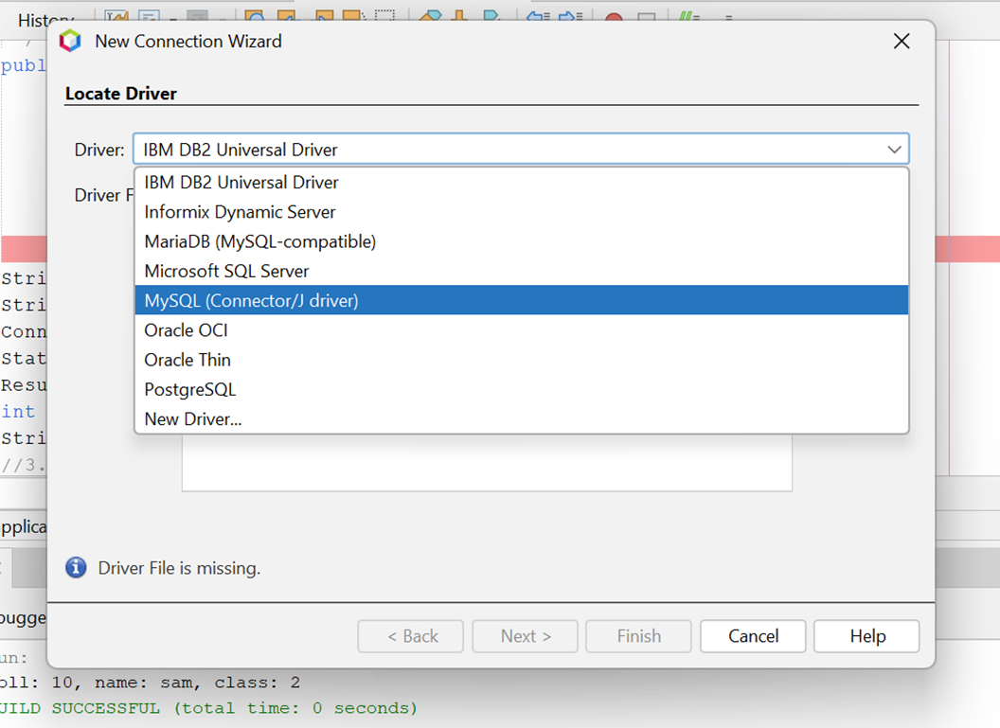 History
New Connection Wizard
publ
Locate Driver
Driver: IBM DB2 Universal Driver
IBM DB2 Universal Driver
Driver F
Informix Dynamic Server
MariaDB (MySQL-compatible)
Microsoft SQL Server
Stri
MySQL (Connector/J driver)
Stri
Oracle OCI
Conn
Oracle Thin
Stat
PostgreSQL
Resu
int
New Driver...
Stri
//3.
pplica
Driver File is missing.
bugge
< Back Next > Finish Cancel Help
un:
oll: 10, name: sam, class: 2
UILD SUCCESSFUL (total time: 0 seconds)